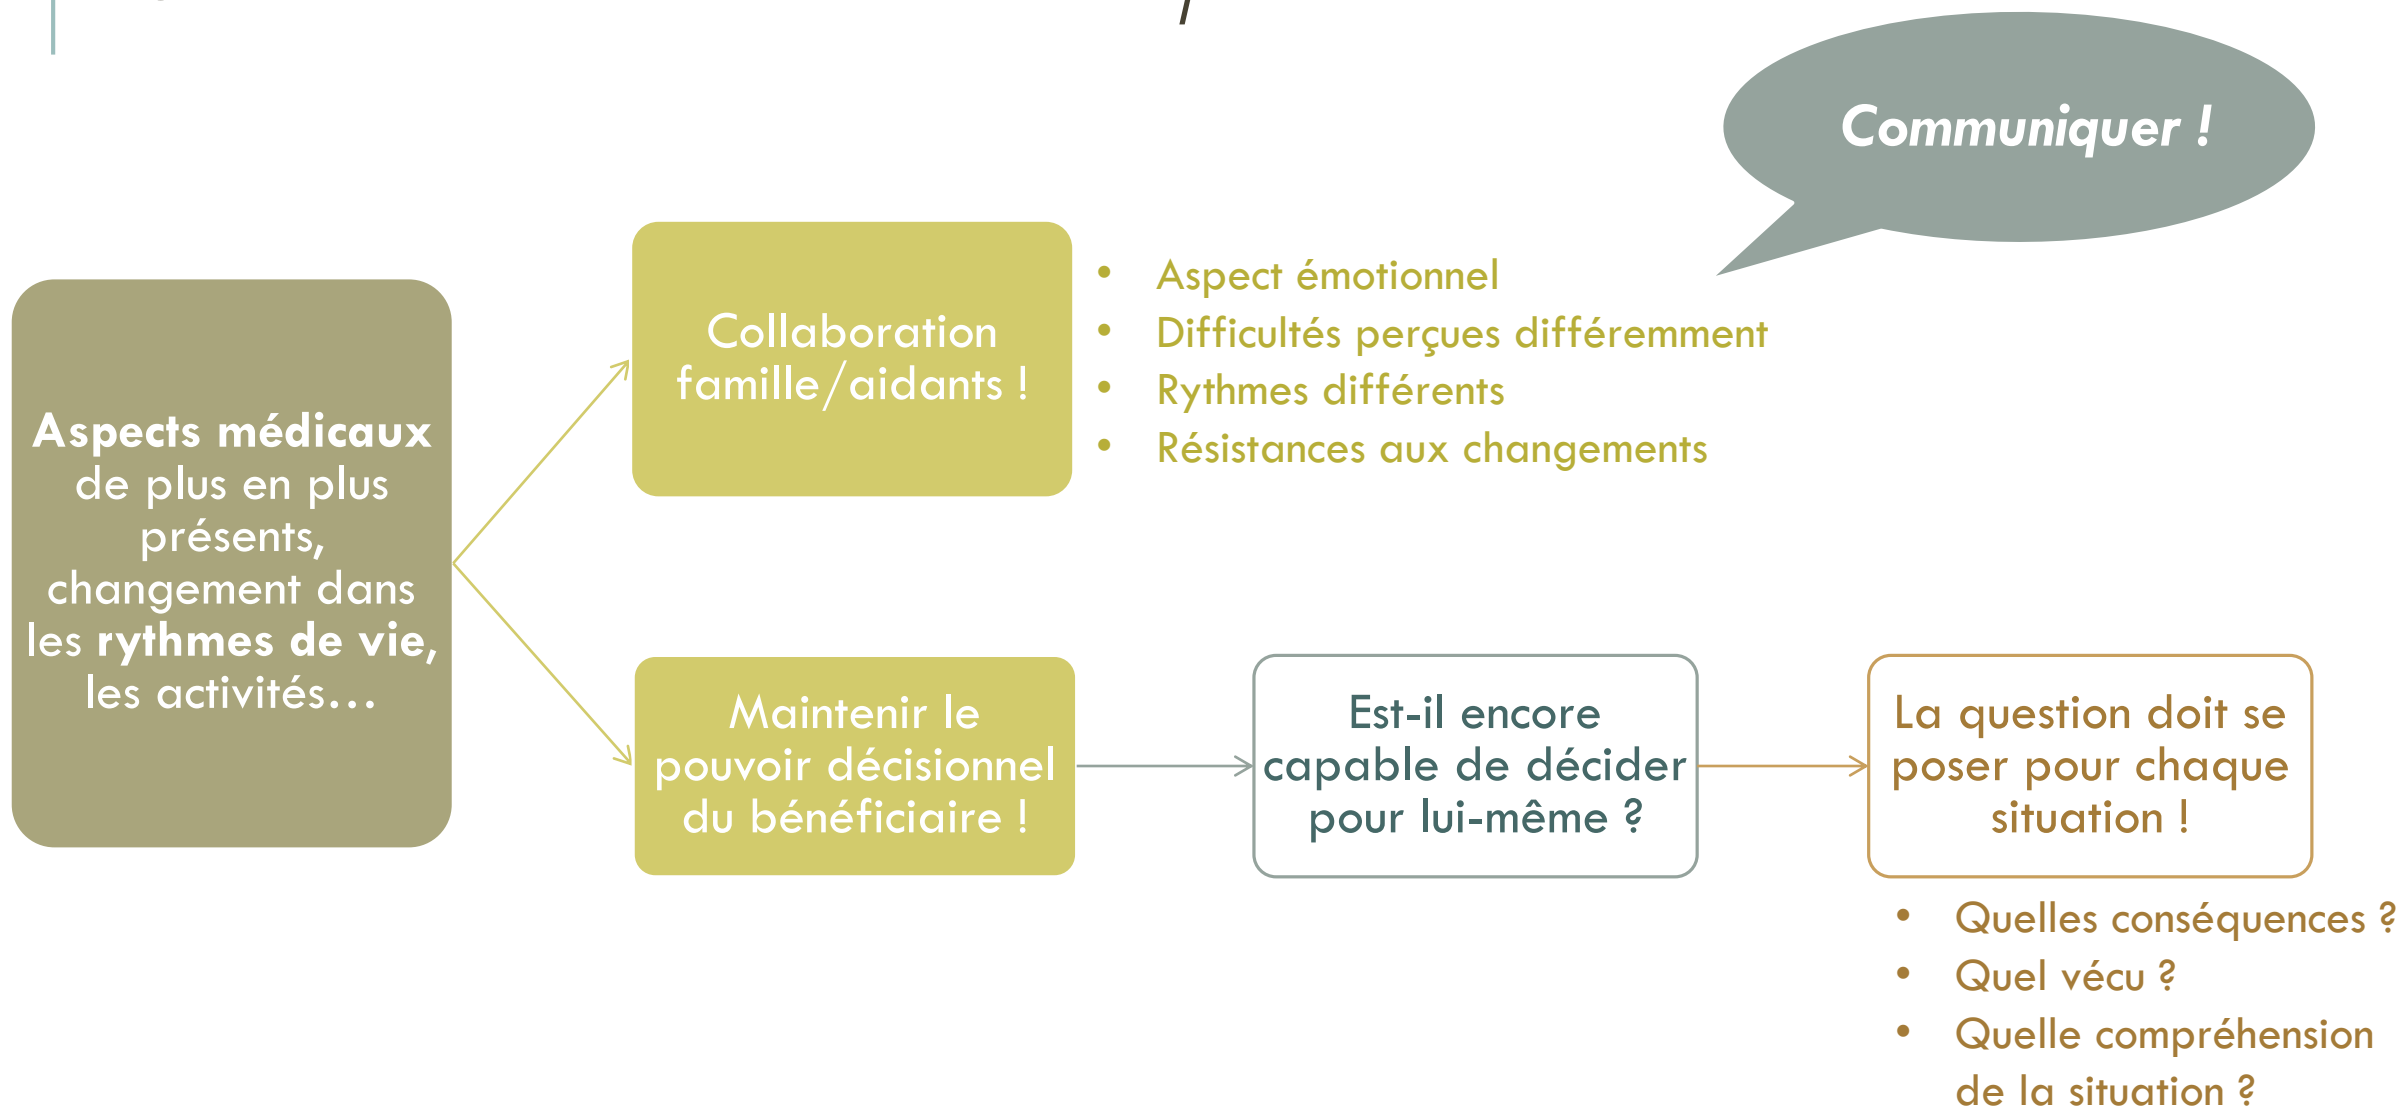 Communiquer !
Aspects médicaux
de plus en plus
présents,
changement dans
les rythmes de vie,
les activités…
Collaboration
famille/aidants !
• Aspect émotionnel
• Difficultés perçues différemment
• Rythmes différents
• Résistances aux changements
Maintenir le
pouvoir décisionnel
du bénéficiaire !
Est-il encore
capable de décider
pour lui-même ?
La question doit se
poser pour chaque
situation !
• Quelles conséquences ?
• Quel vécu ?
• Quelle compréhension
de la situation ?